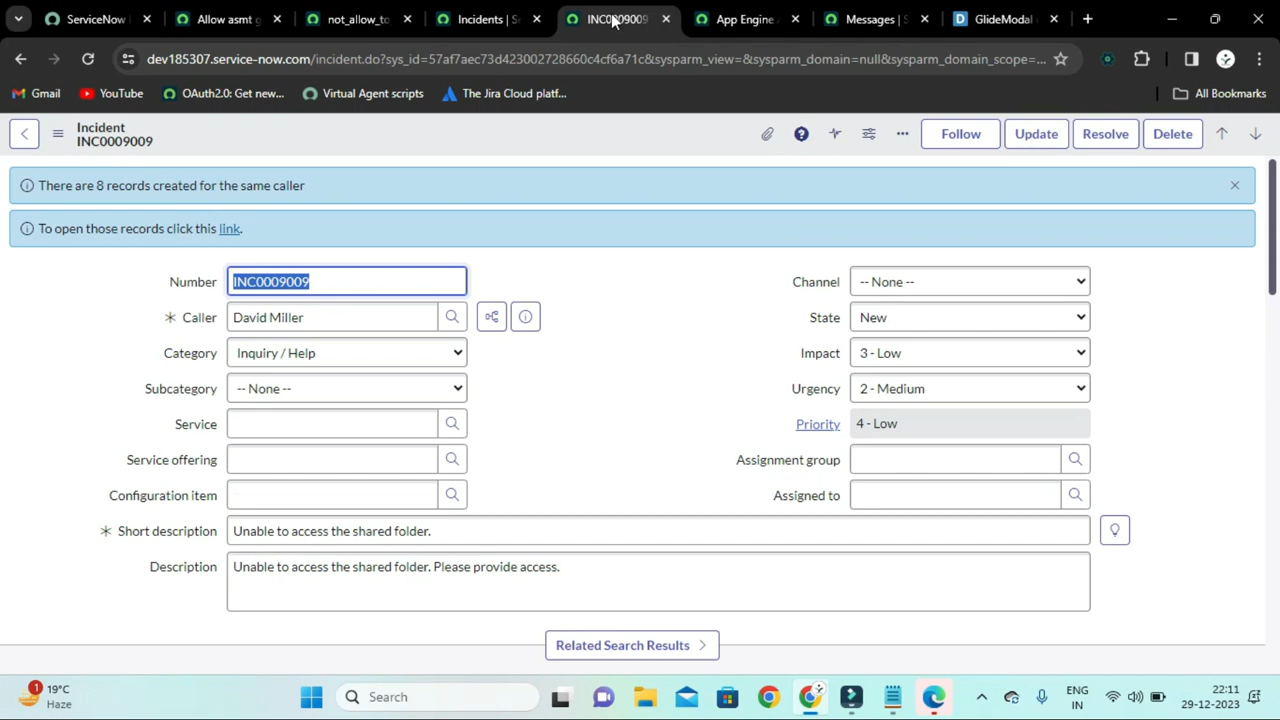 ServiceNow
Allow asmt g
not_allow_to
Incidents | Se
INC0009009
App Engine
Messages | S
GlideModal
dev185307.service-now.com/incident.do?sys_id=57af7aec73d423002728660c4cf6a71c&sysparm_view=&sysparm_domain=null&sysparm_domain_scope=...
Gmail
YouTube
OAuth2.0: Get new...
Virtual Agent scripts
The Jira Cloud platf...
All Bookmarks
Incident
INC0009009
Follow
Update
Resolve
Delete
There are 8 records created for the same caller
To open those records click this link.
Number
INC0009009
Channel
-- None --
Caller
David Miller
State
New
Category
Inquiry / Help
Impact
3 - Low
Subcategory
-- None --
Urgency
2 - Medium
Service
Priority
4 - Low
Service offering
Assignment group
Configuration item
Assigned to
Short description
Unable to access the shared folder.
Description
Unable to access the shared folder. Please provide access.
Related Search Results
1
19°C
Haze
Search
ENG
IN
22:11
29-12-2023